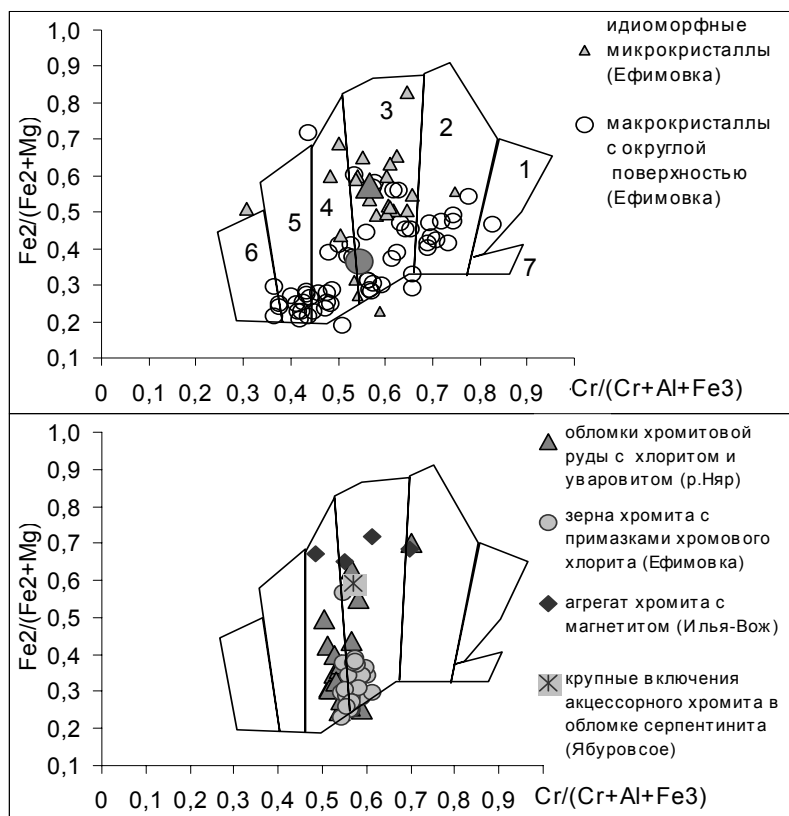 1,0
0,9
0,8
0,7
0,6
0,5
0,4
0,3
0,2
0,1
Fe2/(Fe2+Mg)
0 0,1 0,2 0,3 0,4 0,5 0,6 0,7 0,8 0,9
Cr/(Cr+Al+Fe3)
1
2
3
4
5
6
7
идиоморфные
микрокристаллы
(Ефимовка)
макрокристаллы
с округлой
поверхностью
(Ефимовка)
1,0
0,9
0,8
0,7
0,6
0,5
0,4
0,3
0,2
0,1
Fe2/(Fe2+Mg)
0 0,1 0,2 0,3 0,4 0,5 0,6 0,7 0,8 0,9
Cr/(Cr+Al+Fe3)
обломки хромитовой
руды с хлоритом и
уваровитом (р.Няр)
зерна хромита с
примазками хромового
хлорита (Ефимовка)
агрегат хромита с
магнетитом (Илья-Вож)
крупные включения
акцессорного хромита в
обломке серпентинита
(Ябуровсое)